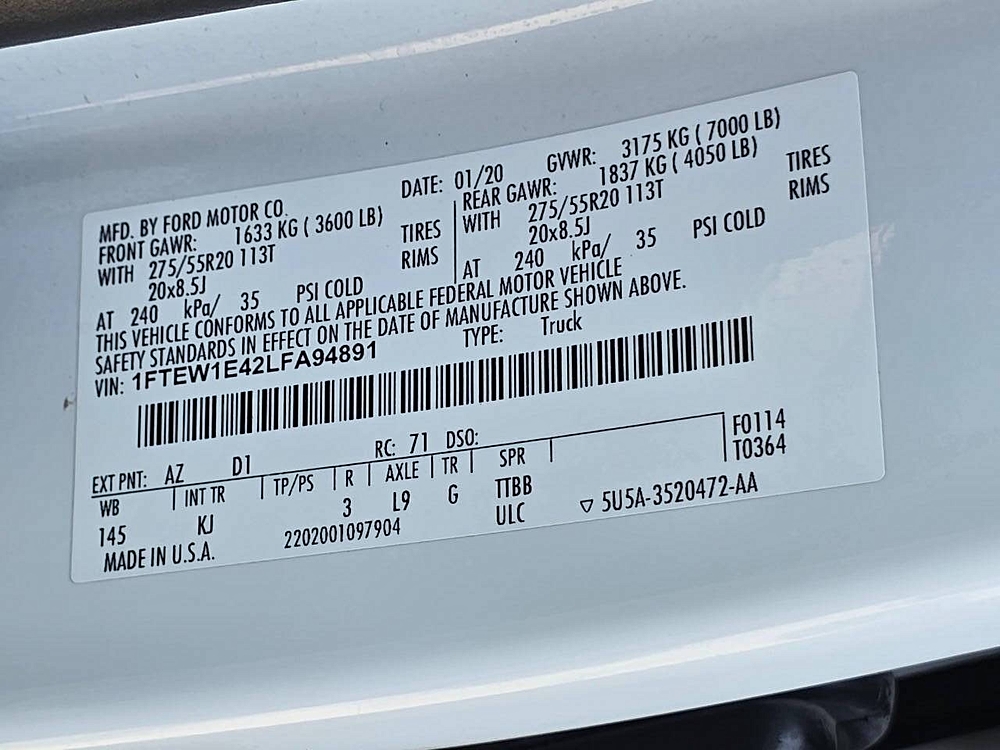 MFD. BY FORD MOTOR CO.
DATE: 01/20 GVWR: 3175 KG ( 7000 LB)
FRONT GAWR: 1633 KG ( 3600 LB)
WITH 275/55R20 113T TIRES
20x8.5J RIMS
AT 240 kPa/ 35 PSI COLD
REAR GAWR: 1837 KG ( 4050 LB)
WITH 275/55R20 113T TIRES
20x8.5J RIMS
AT 240 kPa/ 35 PSI COLD
THIS VEHICLE CONFORMS TO ALL APPLICABLE FEDERAL MOTOR VEHICLE
SAFETY STANDARDS IN EFFECT ON THE DATE OF MANUFACTURE SHOWN ABOVE.
VIN: 1FTEW1E42LFA94891 TYPE: Truck
EXT PNT: AZ D1 RC: 71 DSO: F0114
WB INT TR TP/PS R AXLE TR SPR T0364
145 KJ 3 L9 G TTBB
ULC ▽ 5U5A-3520472-AA
MADE IN U.S.A. 2202001097904